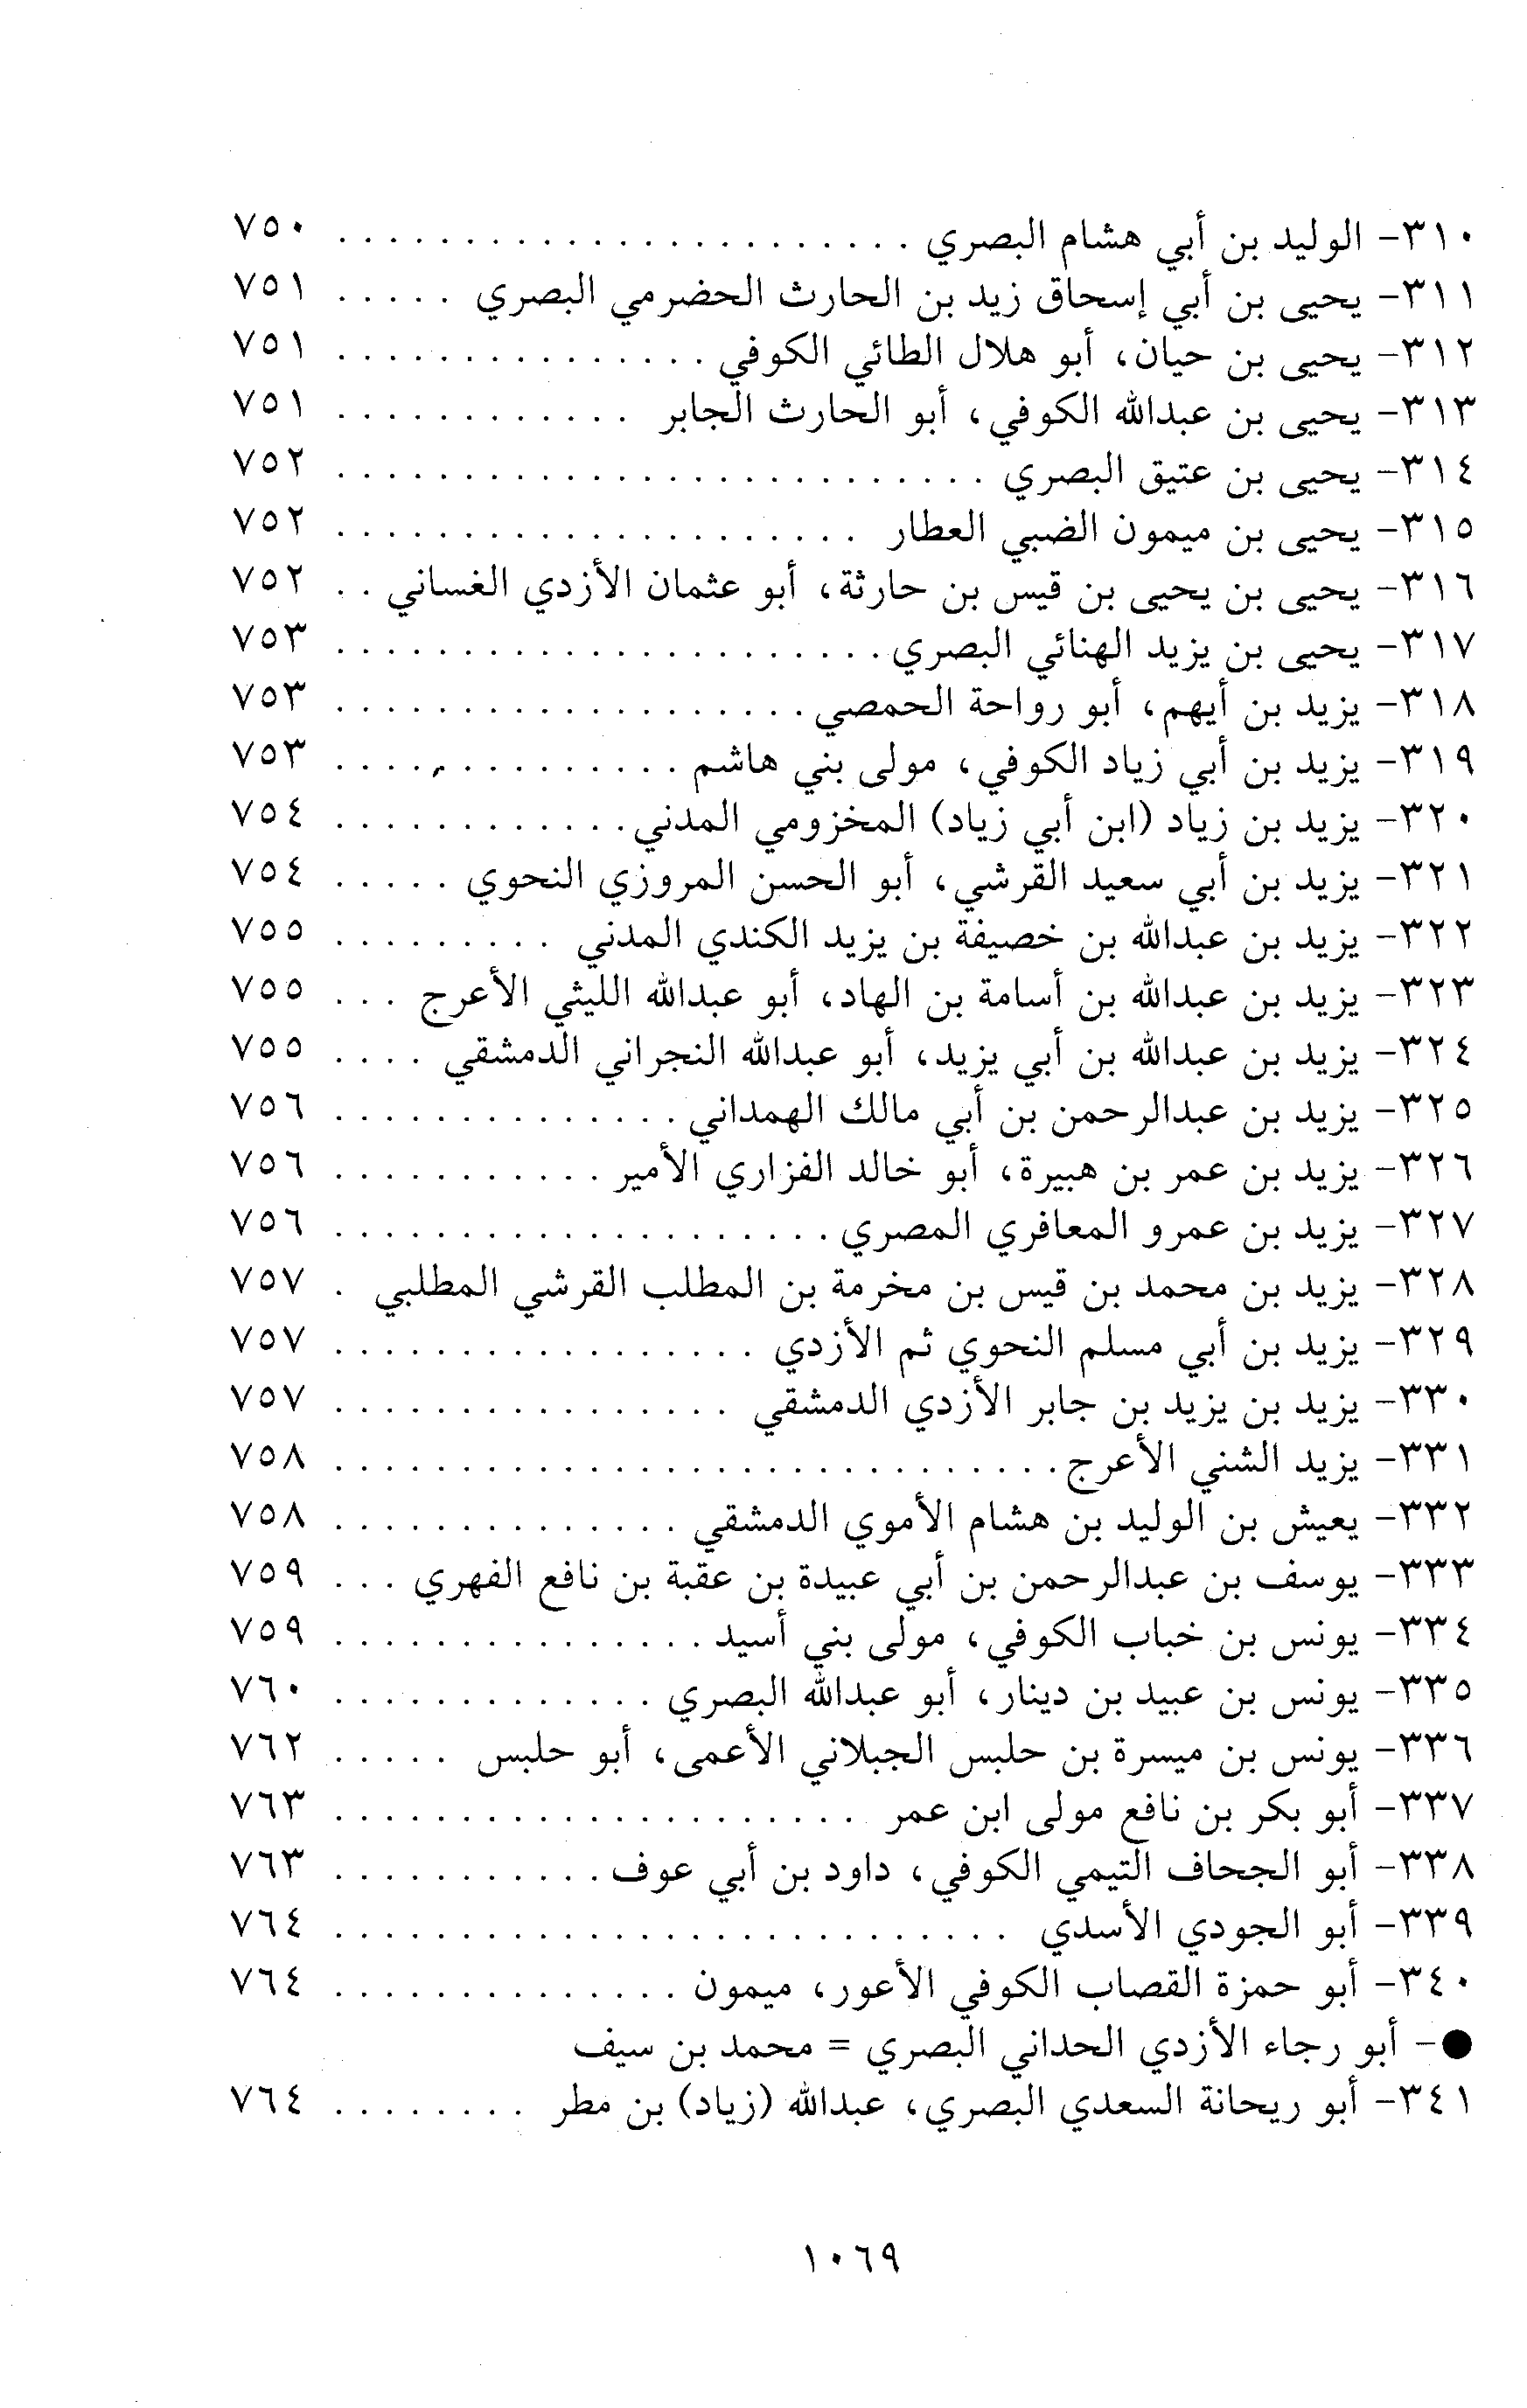 ٣١٠- الوليد بن أبي هشام البصري . . . . . . . . . . . . . . . . . . . . . . . ٧٥٠
٣١١- يحيى بن أبي إسحاق زيد بن الحارث الحضرمي البصري . . . . . ٧٥١
٣١٢- يحيى بن حيان، أبو هلال الطائي الكوفي . . . . . . . . . . . . . . . ٧٥١
٣١٣- يحيى بن عبدالله الكوفي، أبو الحارث الجابر . . . . . . . . . . . . ٧٥١
٣١٤- يحيى بن عتيق البصري . . . . . . . . . . . . . . . . . . . . . . . . . . ٧٥٢
٣١٥- يحيى بن ميمون الضبي العطار . . . . . . . . . . . . . . . . . . . . . ٧٥٢
٣١٦- يحيى بن يحيى بن قيس بن حارثة، أبو عثمان الأزدي الغساني . . ٧٥٢
٣١٧- يحيى بن يزيد الهنائي البصري . . . . . . . . . . . . . . . . . . . . . . ٧٥٣
٣١٨- يزيد بن أيهم، أبو رواحة الحمصي . . . . . . . . . . . . . . . . . . . ٧٥٣
٣١٩- يزيد بن أبي زياد الكوفي، مولى بني هاشم . . . . . . . . . . . . . . ٧٥٣
٣٢٠- يزيد بن زياد (ابن أبي زياد) المخزومي المدني . . . . . . . . . . . . ٧٥٤
٣٢١- يزيد بن أبي سعيد القرشي، أبو الحسن المروزي النحوي . . . . . ٧٥٤
٣٢٢- يزيد بن عبدالله بن خصيفة بن يزيد الكندي المدني . . . . . . . . . ٧٥٥
٣٢٣- يزيد بن عبدالله بن أسامة بن الهاد، أبو عبدالله الليثي الأعرج . . . ٧٥٥
٣٢٤- يزيد بن عبدالله بن أبي يزيد، أبو عبدالله النجراني الدمشقي . . . . ٧٥٥
٣٢٥- يزيد بن عبدالرحمن بن أبي مالك الهمداني . . . . . . . . . . . . . . ٧٥٦
٣٢٦- يزيد بن عمر بن هبيرة، أبو خالد الفزاري الأمير . . . . . . . . . . . ٧٥٦
٣٢٧- يزيد بن عمرو المعافري المصري . . . . . . . . . . . . . . . . . . . . ٧٥٦
٣٢٨- يزيد بن محمد بن قيس بن مخرمة بن المطلب القرشي المطلبي . ٧٥٧
٣٢٩- يزيد بن أبي مسلم النحوي ثم الأزدي . . . . . . . . . . . . . . . . . ٧٥٧
٣٣٠- يزيد بن يزيد بن جابر الأزدي الدمشقي . . . . . . . . . . . . . . . . ٧٥٧
٣٣١- يزيد الشني الأعرج . . . . . . . . . . . . . . . . . . . . . . . . . . . . . ٧٥٨
٣٣٢- يعيش بن الوليد بن هشام الأموي الدمشقي . . . . . . . . . . . . . . ٧٥٨
٣٣٣- يوسف بن عبدالرحمن بن أبي عبيدة بن عقبة بن نافع الفهري . . . ٧٥٩
٣٣٤- يونس بن خباب الكوفي، مولى بني أسيد . . . . . . . . . . . . . . . ٧٥٩
٣٣٥- يونس بن عبيد بن دينار، أبو عبدالله البصري . . . . . . . . . . . . . ٧٦٠
٣٣٦- يونس بن ميسرة بن حلبس الجبلاني الأعمى، أبو حلبس . . . . . ٧٦٢
٣٣٧- أبو بكر بن نافع مولى ابن عمر . . . . . . . . . . . . . . . . . . . . . ٧٦٣
٣٣٨- أبو الجحاف التيمي الكوفي، داود بن أبي عوف . . . . . . . . . . . ٧٦٣
٣٣٩- أبو الجودي الأسدي . . . . . . . . . . . . . . . . . . . . . . . . . . . ٧٦٤
٣٤٠- أبو حمزة القصاب الكوفي الأعور، ميمون . . . . . . . . . . . . . . ٧٦٤
●- أبو رجاء الأزدي الحداني البصري = محمد بن سيف
٣٤١- أبو ريحانة السعدي البصري، عبدالله (زياد) بن مطر . . . . . . . . ٧٦٤
١٠٦٩